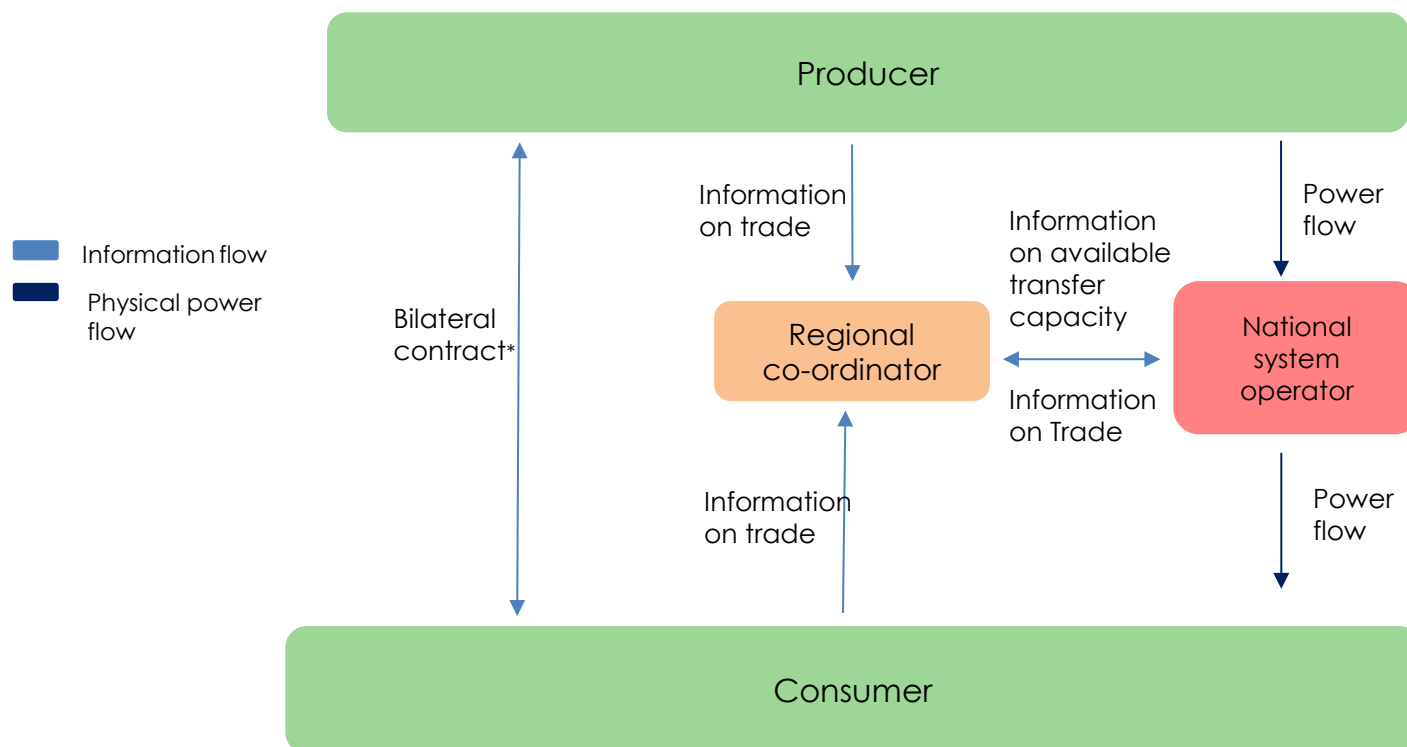 Producer
Information
on trade
Power
flow
Information
on available
transfer
capacity
Information flow
Physical power
flow
Bilateral
contract*
Regional
co-ordinator
National
system
operator
Information
on Trade
Information
on trade
Power
flow
Consumer